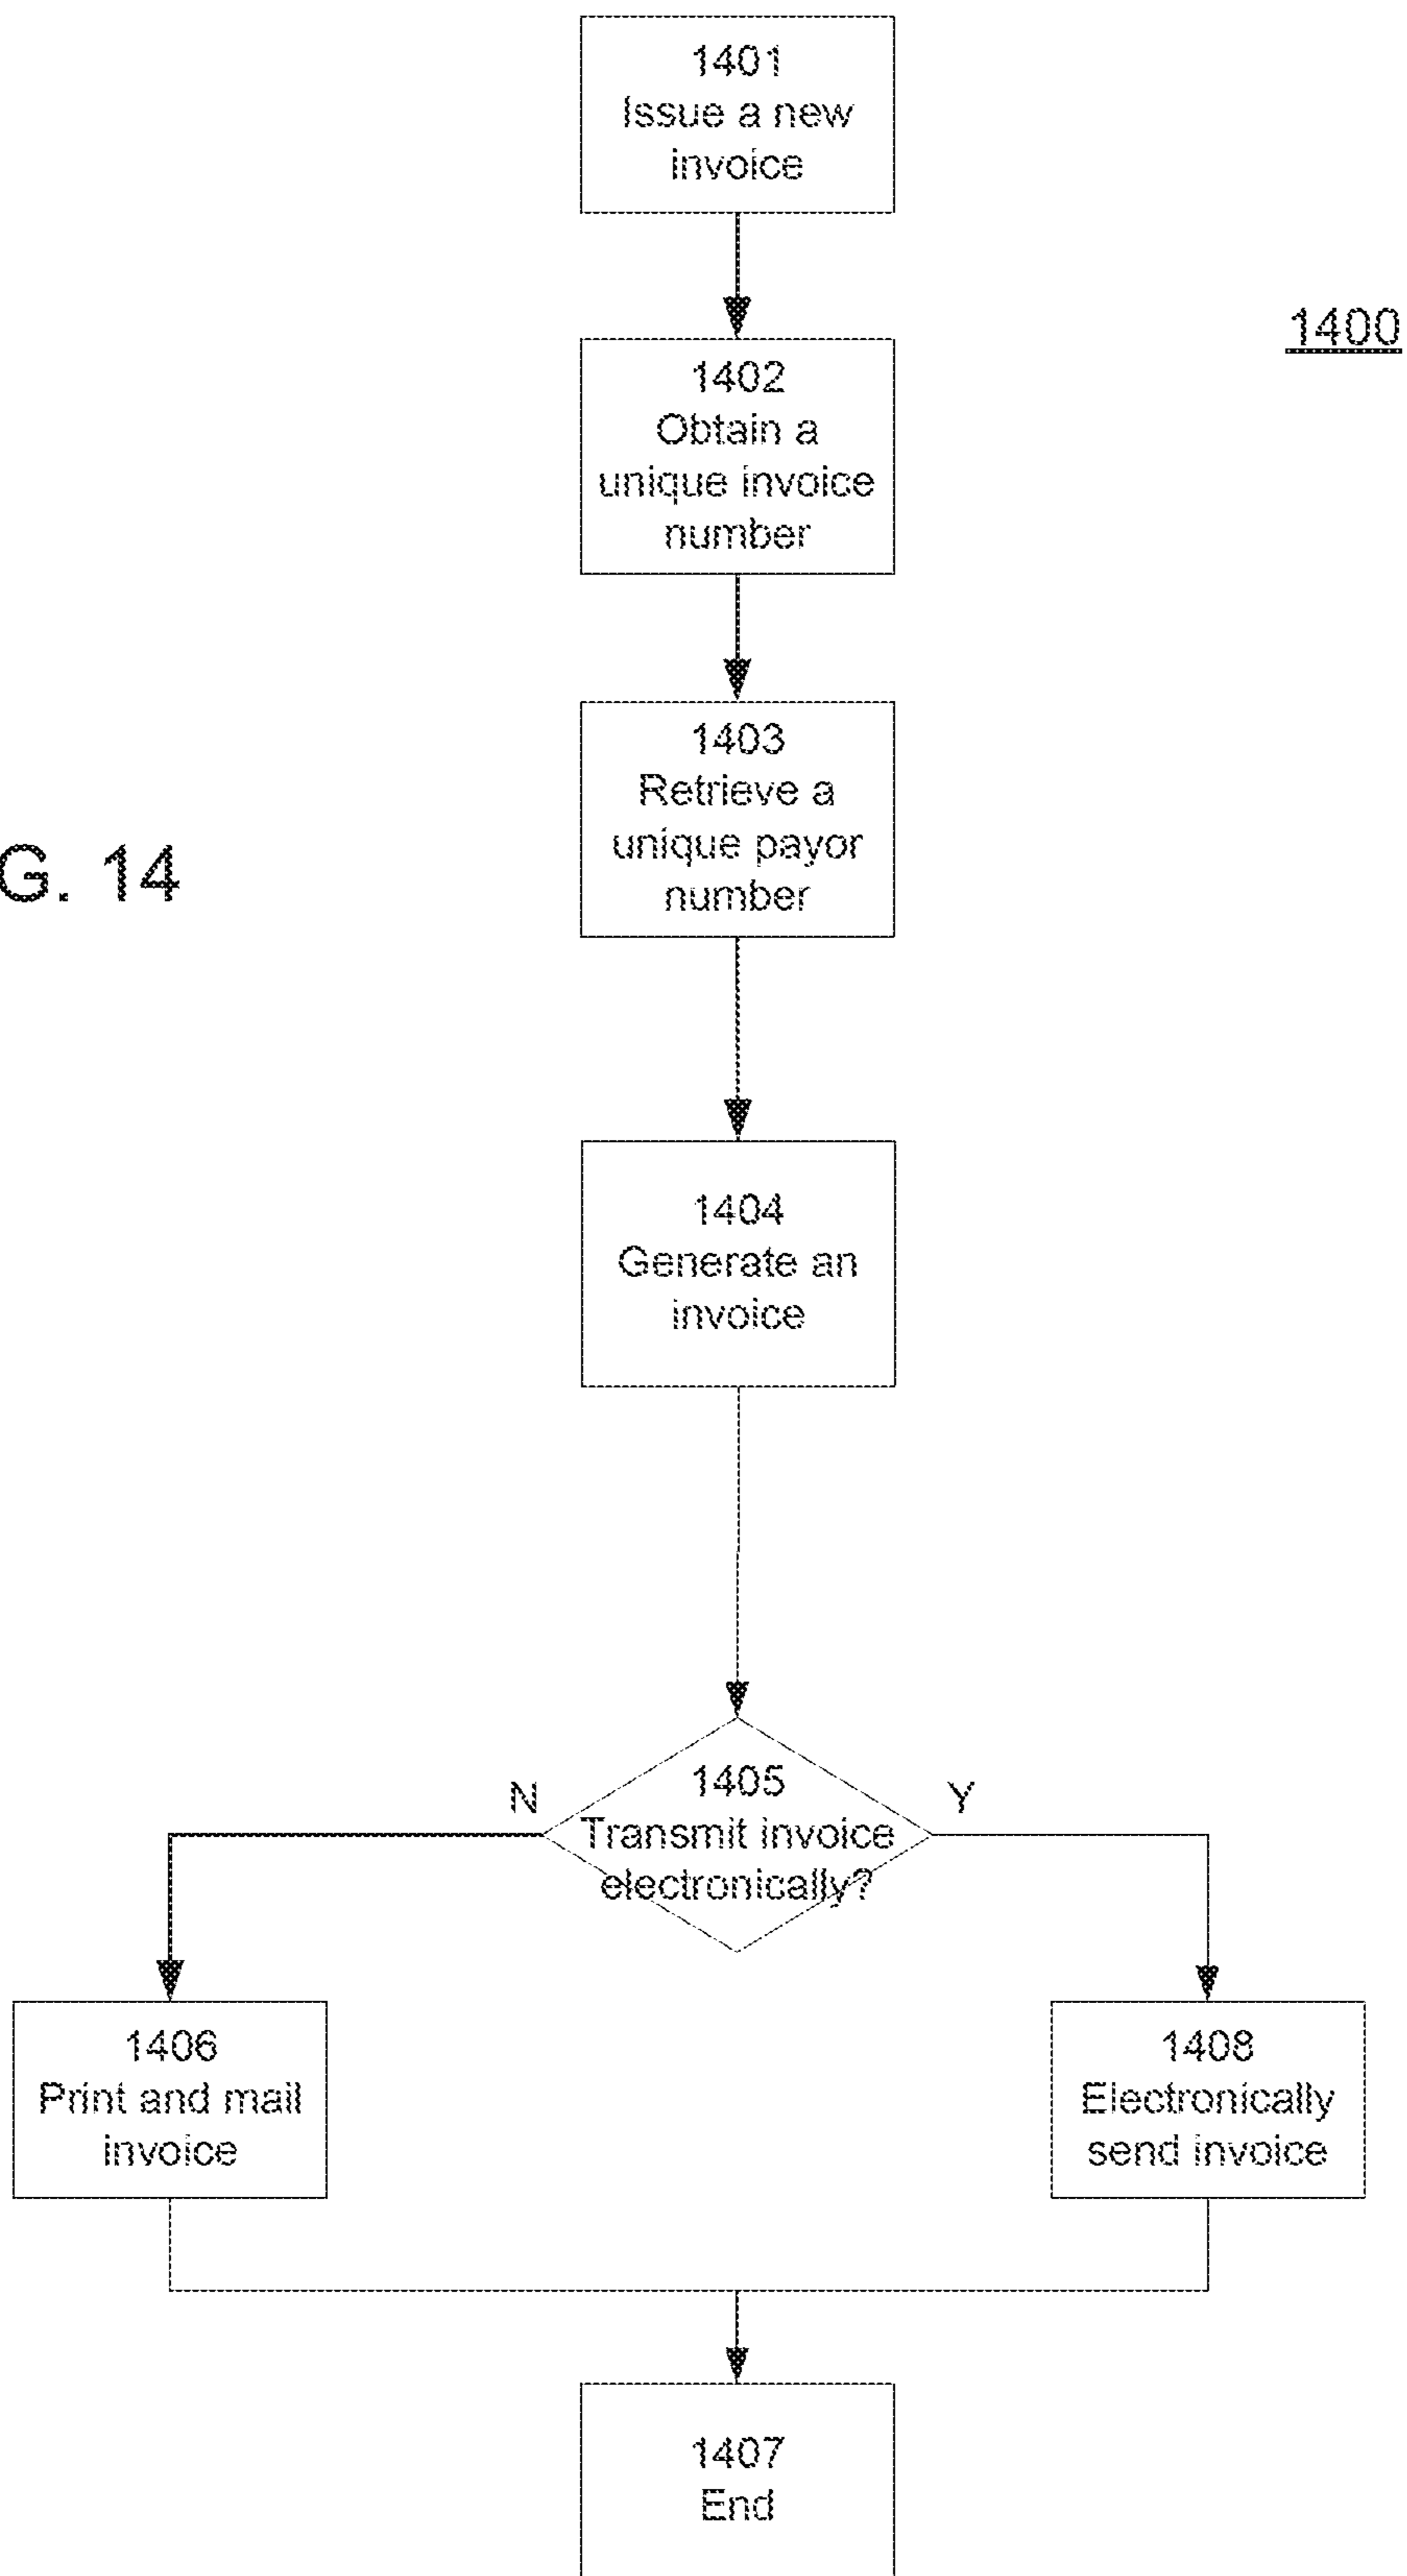 1401
Issue a new
invoice
1400
1402
Obtain a
unique invoice
number
1403
Retrieve a
unique payor
number
G. 14
1404
Generate an
invoice
N
Y
1405
Transmit invoice
electronically?
1406
Print and mail
invoice
1408
Electronically
send invoice
1407
End